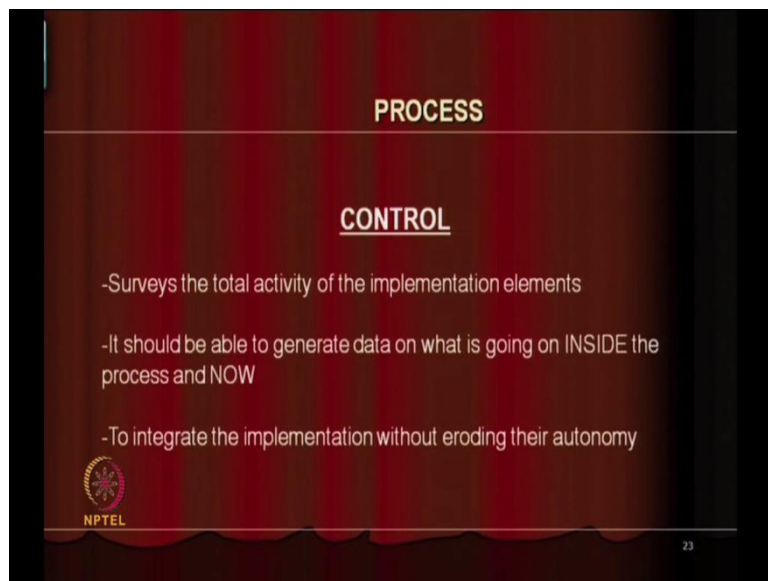 PROCESS
CONTROL
-Surveys the total activity of the implementation elements
-It should be able to generate data on what is going on INSIDE the
process and NOW
-To integrate the implementation without eroding their autonomy
NPTEL
23